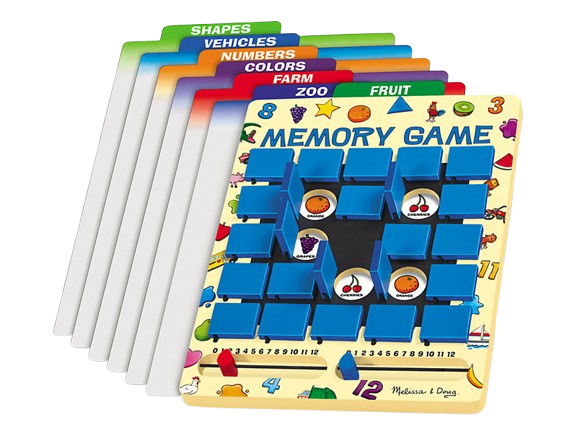 SHAPES
VEHICLES
NUMBERS
COLORS
FARM
ZOO
FRUIT
8
3
MEMORY GAME
ORANGE
CHERRIES
GRAPES
11
CHERRIES
ORANGE
0 1 2 3 4 5 6 7 8 9 10 11 12
0 1 2 3 4 5 6 7 8 9 10 11 12
4
12
Melissa & Doug